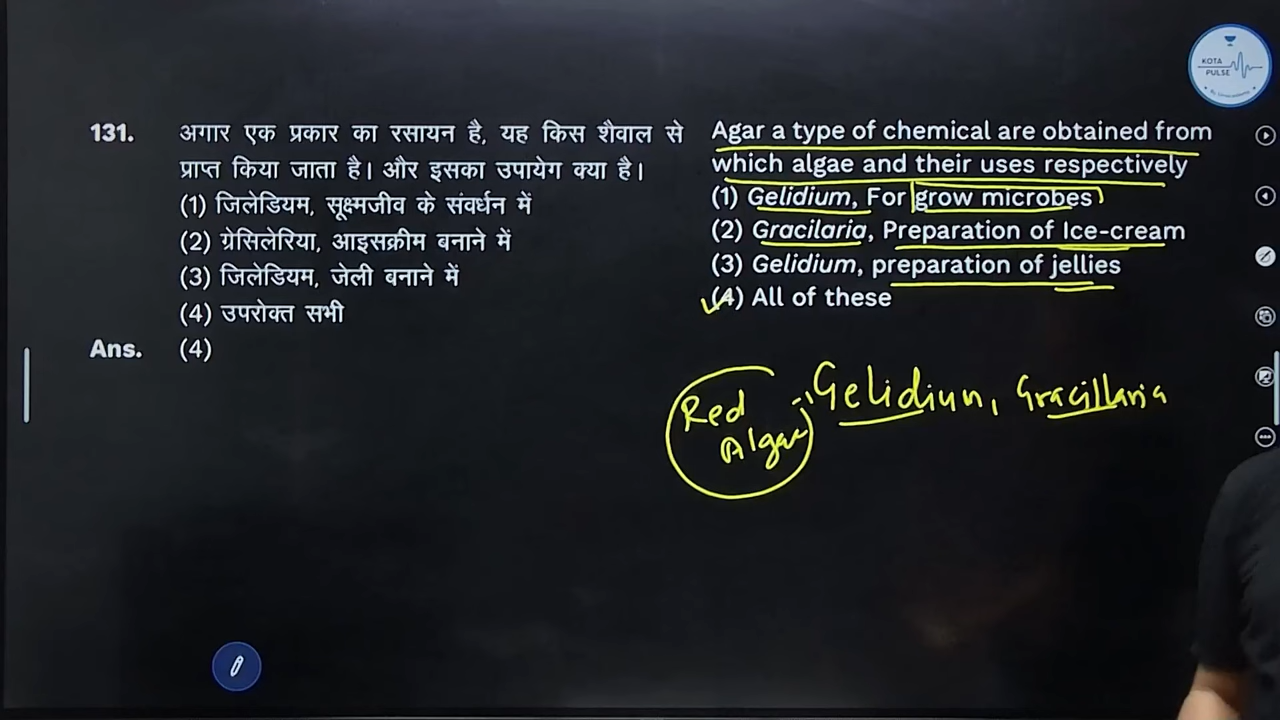 KOTA
PULSE
131. अगार एक प्रकार का रसायन है, यह किस शैवाल से
प्राप्त किया जाता है। और इसका उपायेग क्या है।
(1) जिलेडियम, सूक्ष्मजीव के संवर्धन में
(2) ग्रेसिलेरिया, आइसक्रीम बनाने में
(3) जिलेडियम, जेली बनाने में
(4) उपरोक्त सभी
Ans. (4)
Agar a type of chemical are obtained from
which algae and their uses respectively
(1) Gelidium, For grow microbes
(2) Gracilaria, Preparation of Ice-cream
(3) Gelidium, preparation of jellies
(4) All of these
Red
Algae
Gelidium, Gracillaria